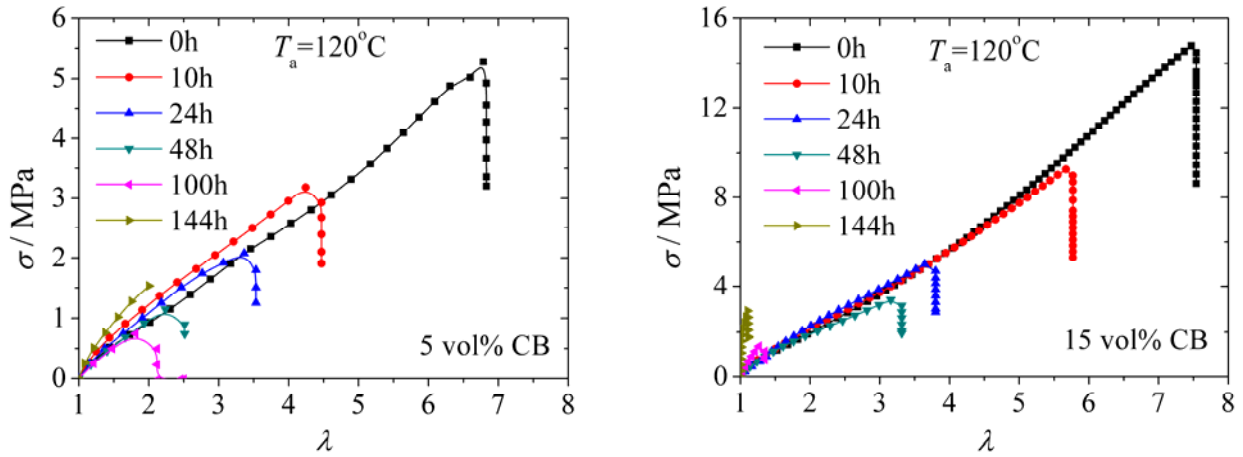 6
5
4
3
2
1
0
1 2 3 4 5 6 7 8
σ / MPa
λ
0h
10h
24h
48h
100h
144h
Tₐ=120°C
5 vol% CB
16
12
8
4
0
1 2 3 4 5 6 7 8
σ / MPa
λ
0h
10h
24h
48h
100h
144h
Tₐ=120°C
15 vol% CB